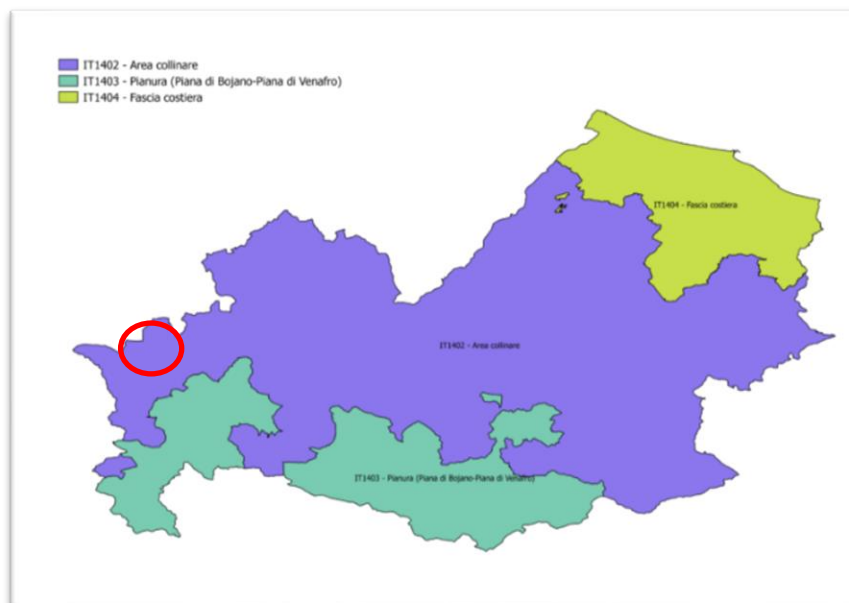 IT1402 - Area collinare
IT1403 - Pianura (Piana di Bojano-Piana di Venafro)
IT1404 - Fascia costiera
IT1404 - Fascia costiera
IT1402 - Area collinare
IT1403 - Pianura (Piana di Bojano-Piana di Venafro)